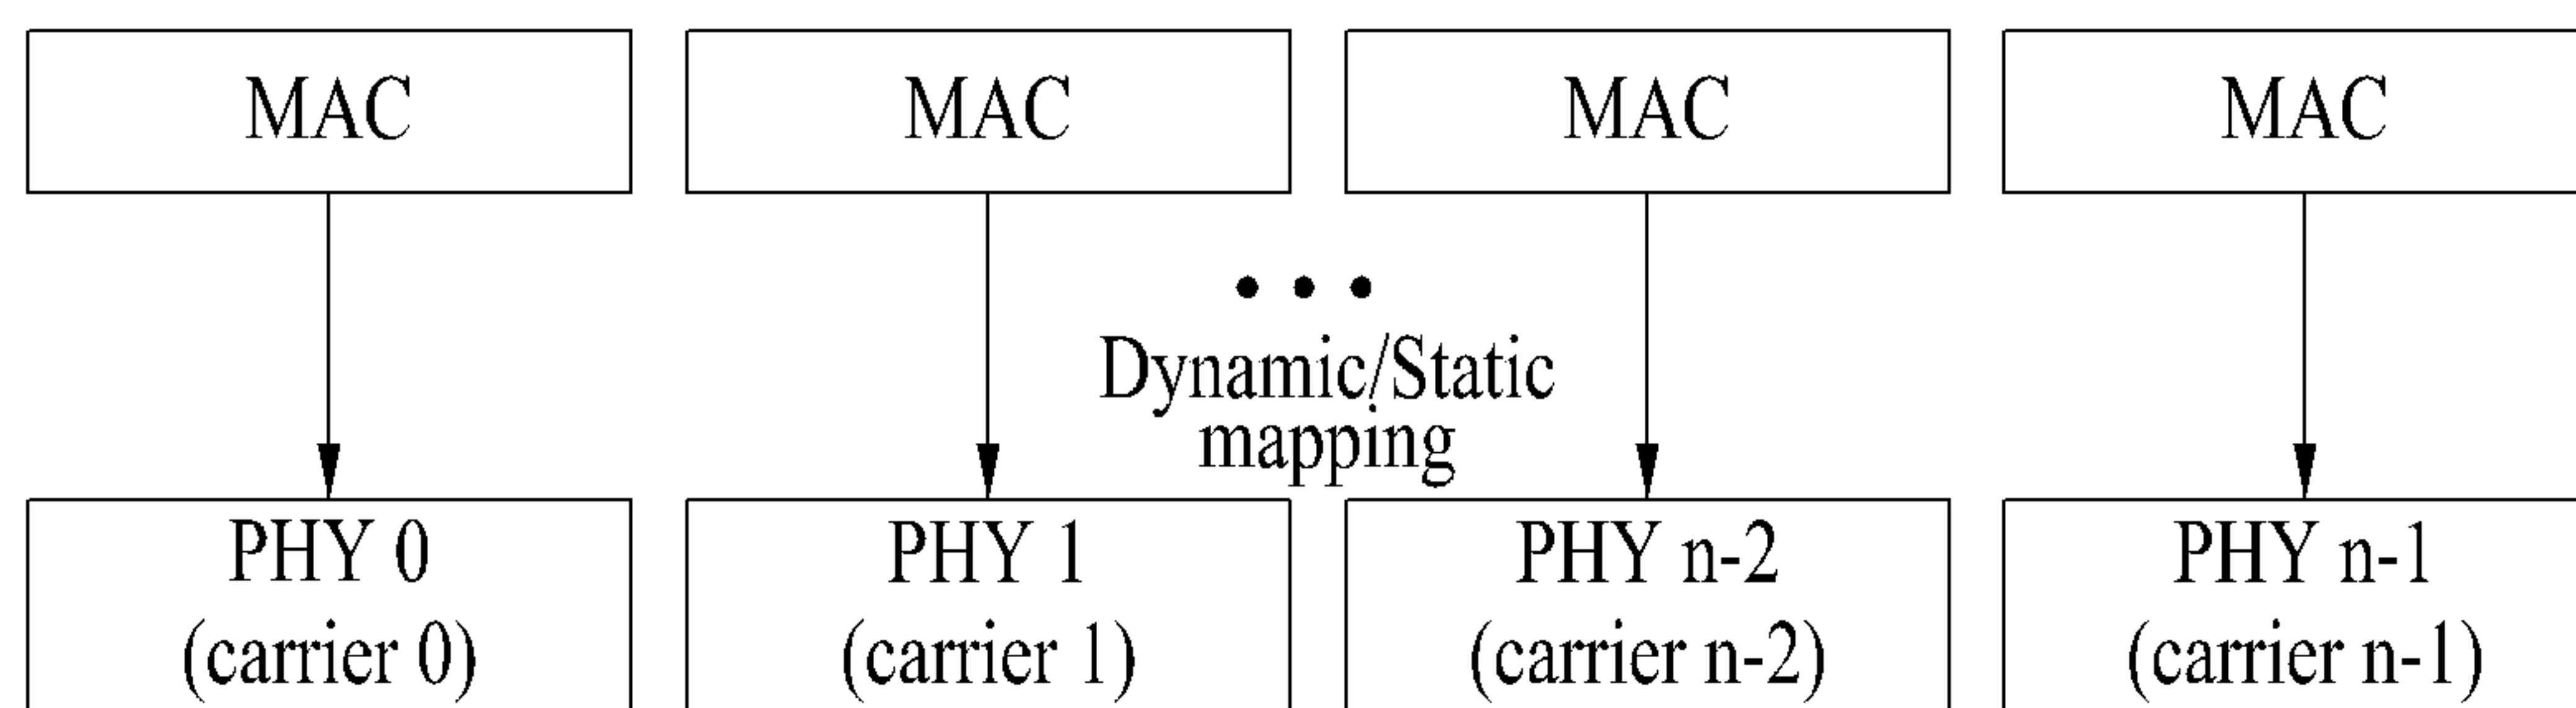 MAC
MAC
MAC
MAC
• • •
Dynamic/Static
mapping
PHY 0
(carrier 0)
PHY 1
(carrier 1)
PHY n-2
(carrier n-2)
PHY n-1
(carrier n-1)